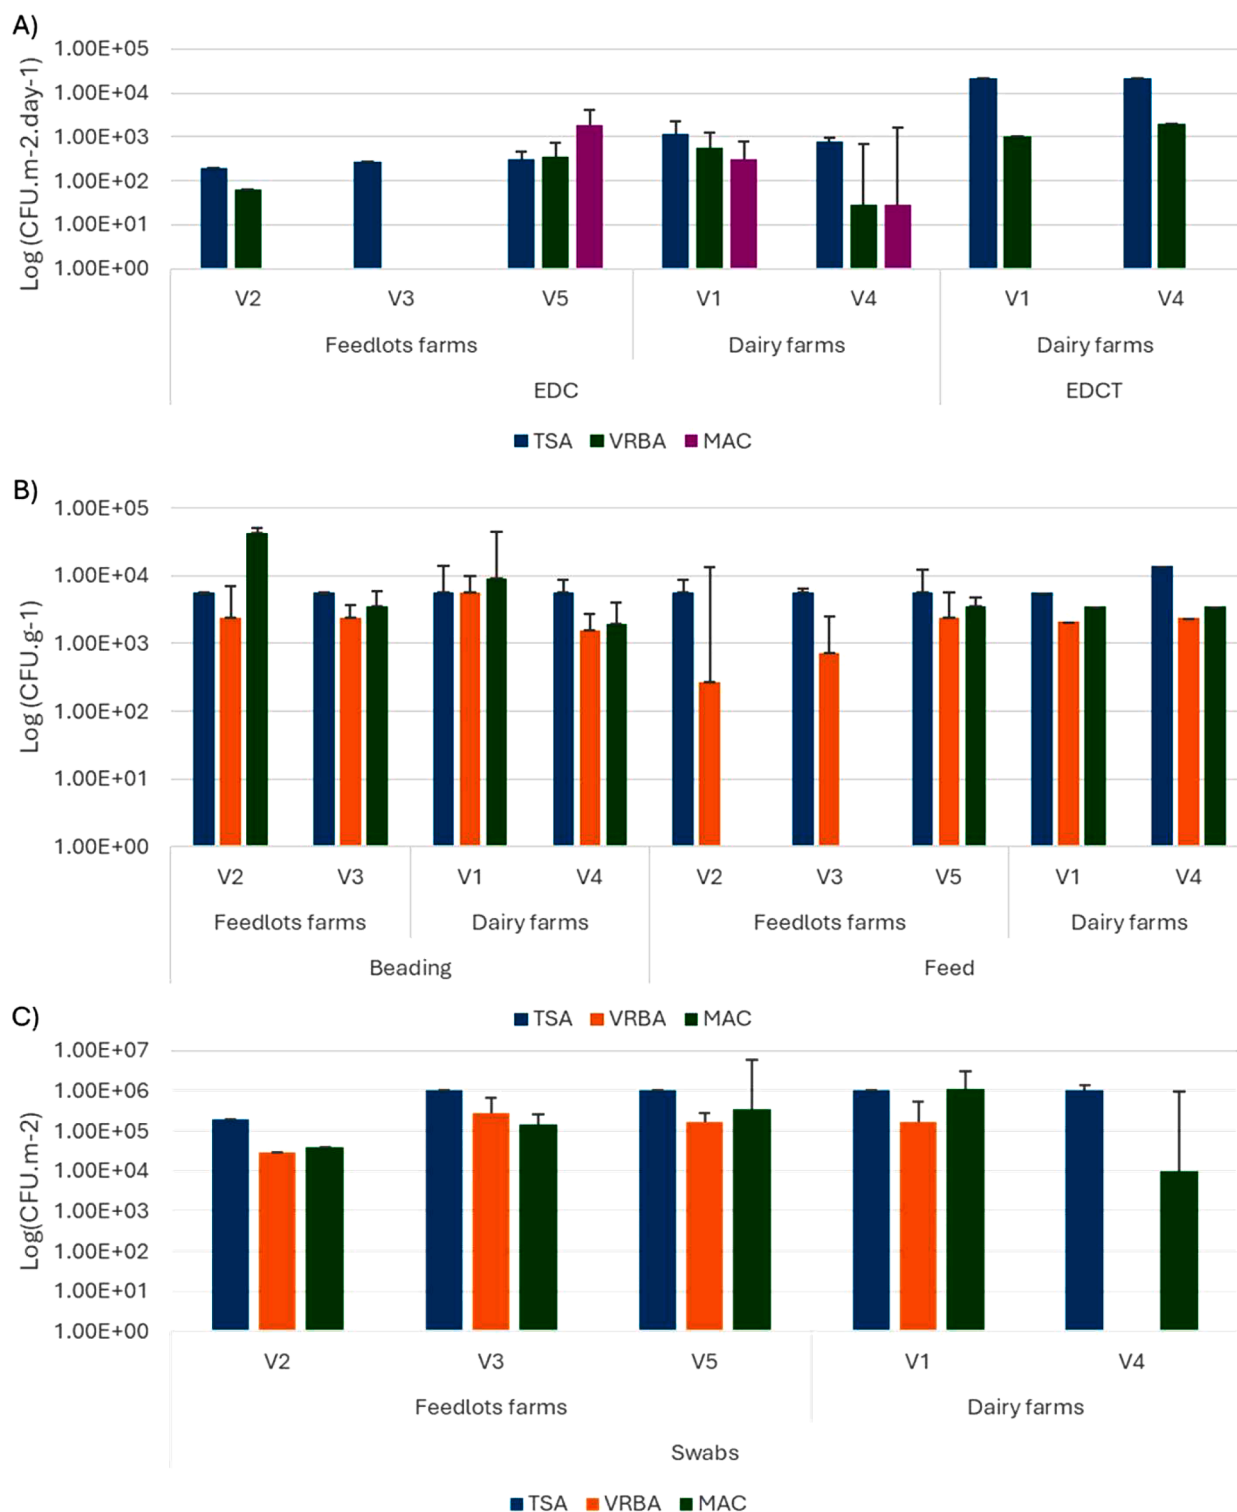 A)
Log (CFU.m-2.day-1)
1.00E+05
1.00E+04
1.00E+03
1.00E+02
1.00E+01
1.00E+00
V2 V3 V5 V1 V4 V1 V4
Feedlots farms Dairy farms Dairy farms
EDC EDCT
TSA VRBA MAC
B)
Log (CFU.g-1)
1.00E+05
1.00E+04
1.00E+03
1.00E+02
1.00E+01
1.00E+00
V2 V3 V1 V4 V2 V3 V5 V1 V4
Feedlots farms Dairy farms Feedlots farms Dairy farms
Beading Feed
TSA VRBA MAC
C)
Log(CFU.m-2)
1.00E+07
1.00E+06
1.00E+05
1.00E+04
1.00E+03
1.00E+02
1.00E+01
1.00E+00
V2 V3 V5 V1 V4
Feedlots farms Dairy farms
Swabs
TSA VRBA MAC